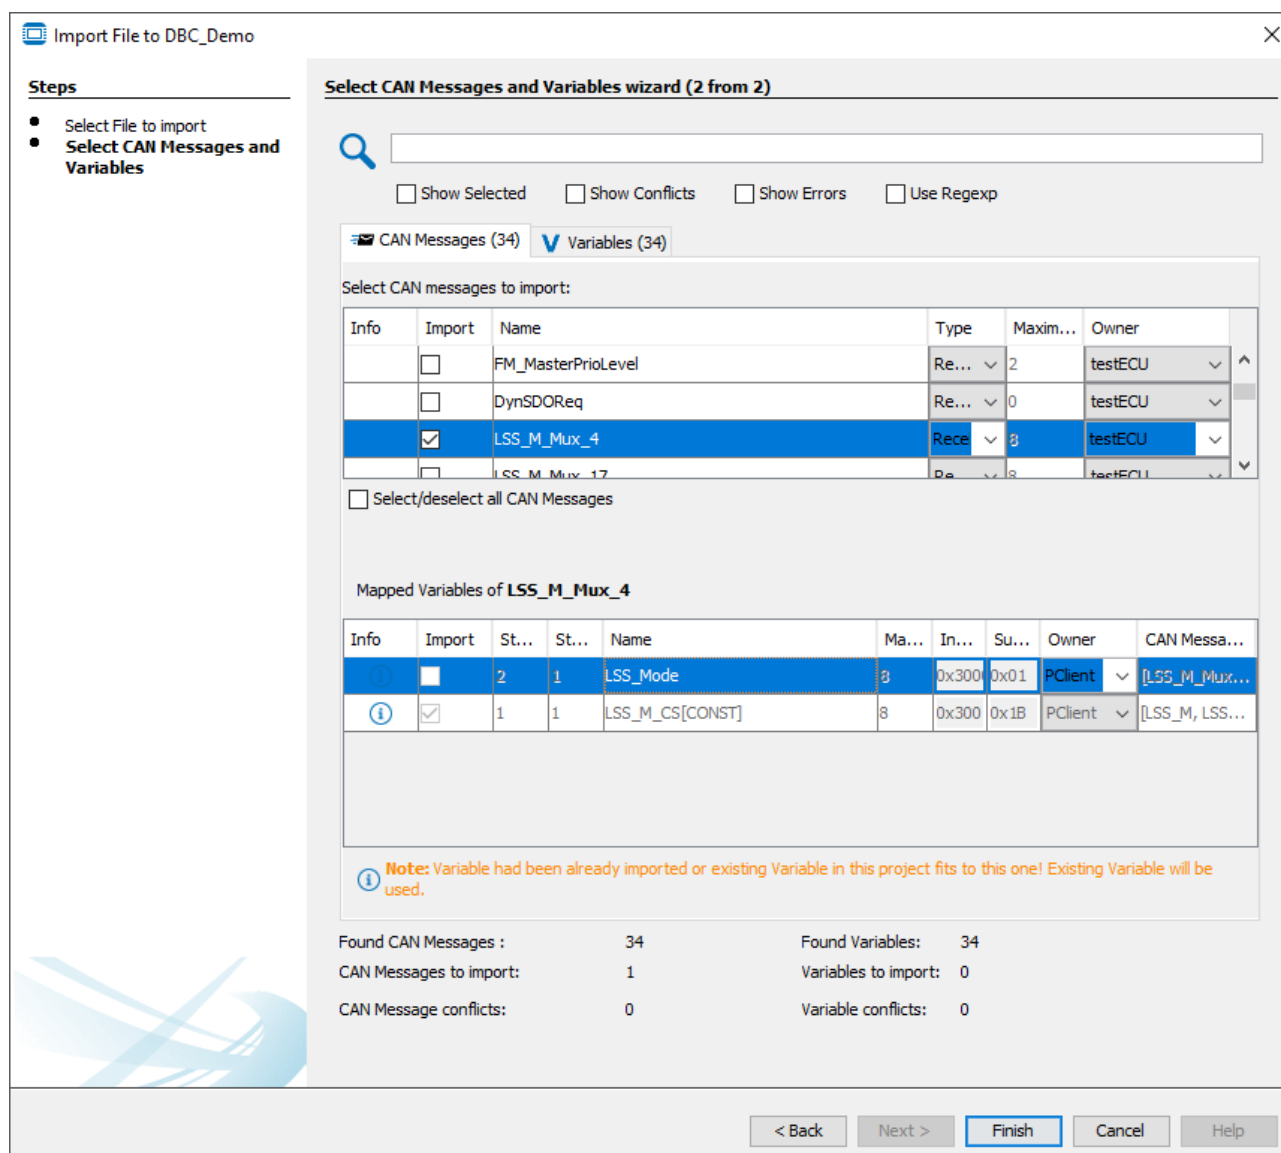 Import File to DBC_Demo
Steps
Select File to import
Select CAN Messages and
Variables
Select CAN Messages and Variables wizard (2 from 2)
Show Selected Show Conflicts Show Errors Use Regexp
CAN Messages (34) Variables (34)
Select CAN messages to import:
Info Import Name Type Maxim... Owner
FM_MasterPrioLevel Re... 2 testECU
DynSDOReq Re... 0 testECU
LSS_M_Mux_4 Rece 8 testECU
LSS_M_Mux_17 Re... 8 testECU
Select/deselect all CAN Messages
Mapped Variables of LSS_M_Mux_4
Info Import St... St... Name Ma... In... Su... Owner CAN Messa...
2 1 LSS_Mode 8 0x300 0x01 PClient [LSS_M_Mux...
1 1 LSS_M_CS[CONST] 8 0x300 0x1B PClient [LSS_M, LSS...
Note: Variable had been already imported or existing Variable in this project fits to this one! Existing Variable will be
used.
Found CAN Messages : 34 Found Variables: 34
CAN Messages to import: 1 Variables to import: 0
CAN Message conflicts: 0 Variable conflicts: 0
< Back Next > Finish Cancel Help